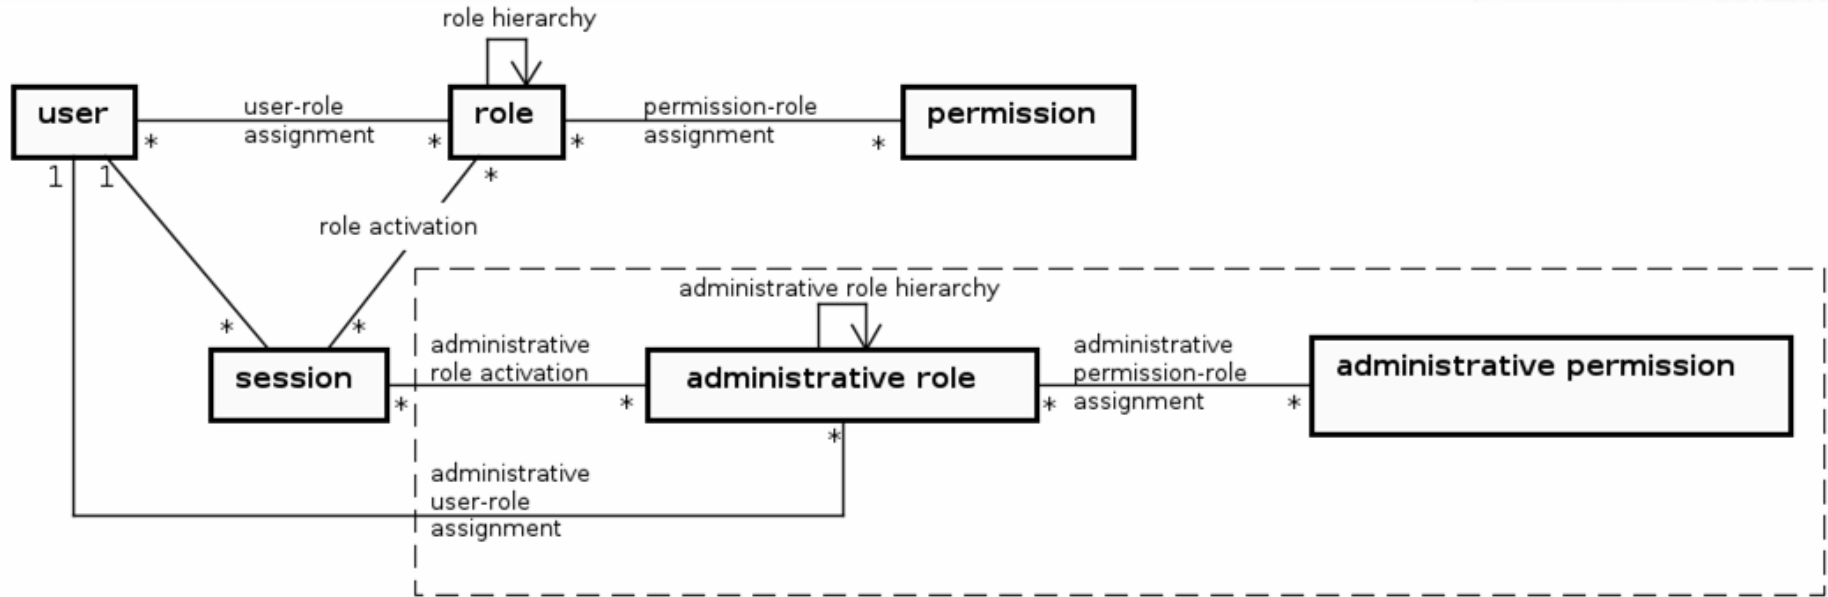 role hierarchy
user
user-role
assignment
*
*
role
permission-role
assignment
*
*
permission
1
1
*
role activation
*
*
administrative role hierarchy
session
administrative
role activation
*
*
administrative role
administrative
permission-role
assignment
*
*
administrative permission
*
administrative
user-role
assignment